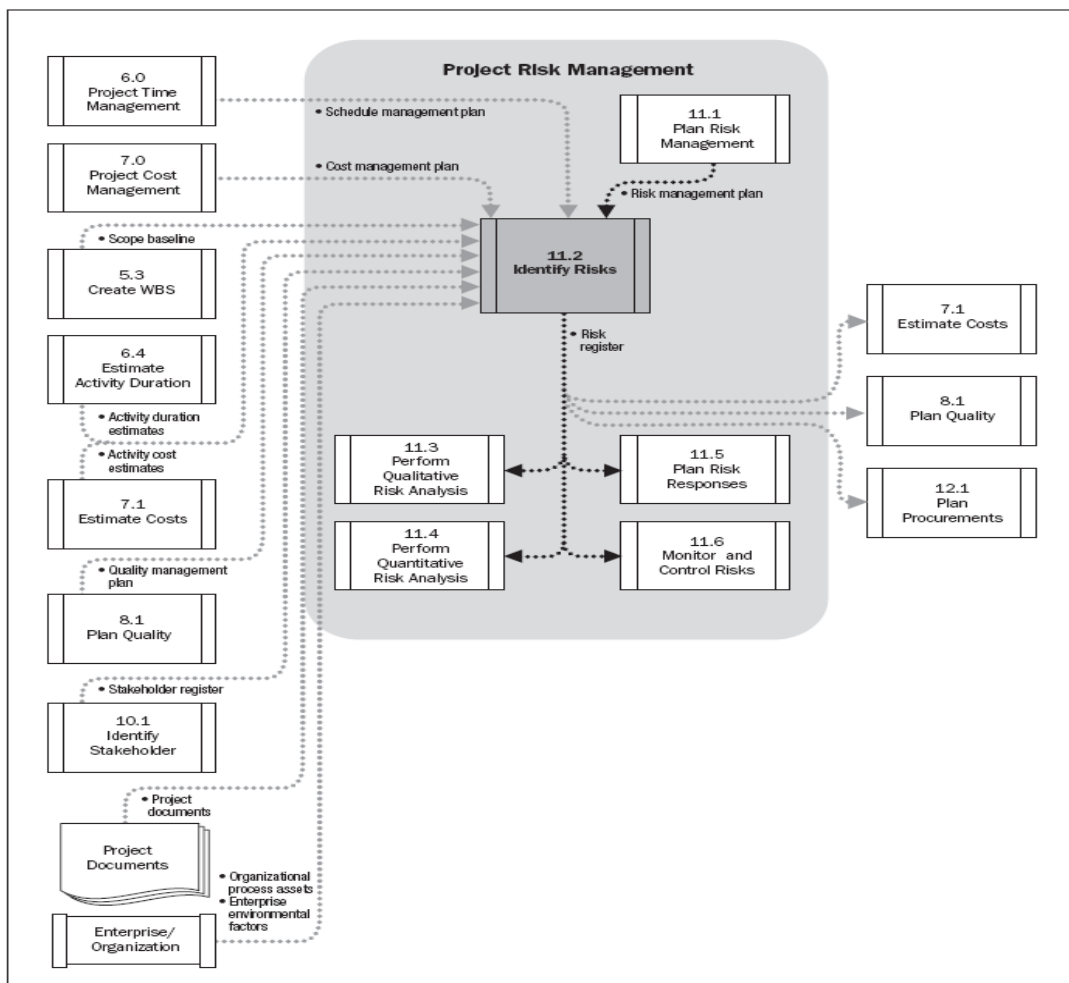 Project Risk Management
6.0
Project Time
Management
• Schedule management plan
11.1
Plan Risk
Management
7.0
Project Cost
Management
• Cost management plan
• Risk management plan
• Scope baseline
5.3
Create WBS
11.2
Identify Risks
7.1
Estimate Costs
• Risk
register
6.4
Estimate
Activity Duration
8.1
Plan Quality
• Activity duration
estimates
• Activity cost
estimates
11.3
Perform
Qualitative
Risk Analysis
11.5
Plan Risk
Responses
12.1
Plan
Procurements
7.1
Estimate Costs
11.4
Perform
Quantitative
Risk Analysis
11.6
Monitor and
Control Risks
• Quality management
plan
8.1
Plan Quality
• Stakeholder register
10.1
Identify
Stakeholder
• Project
documents
Project
Documents
• Organizational
process assets
• Enterprise
environmental
factors
Enterprise/
Organization